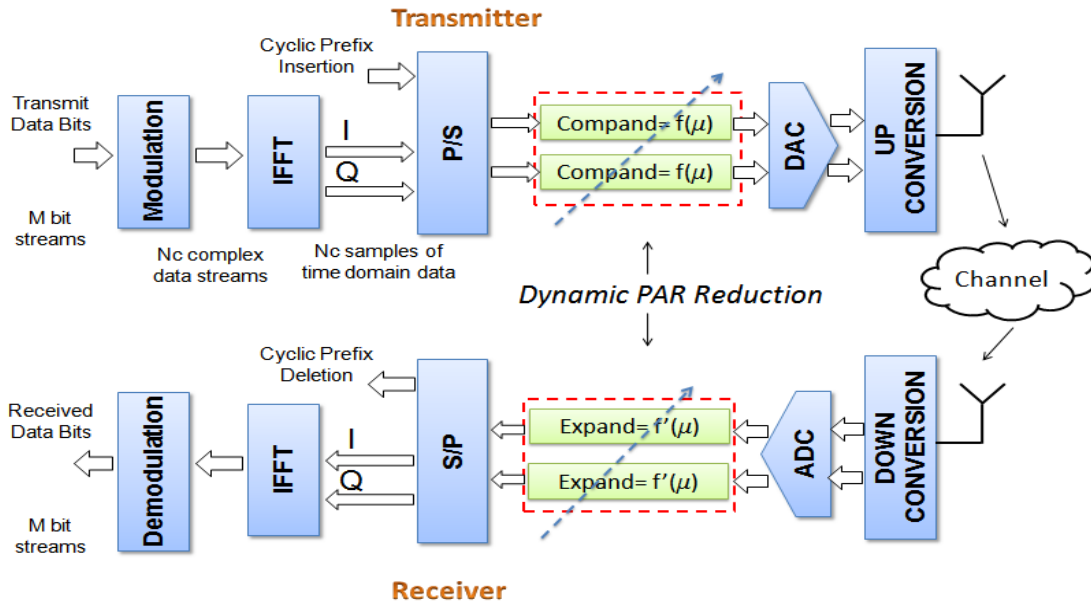 Transmitter
Cyclic Prefix
Insertion
Transmit
Data Bits
Modulation
IFFT
I
Q
P/S
Compand= f(μ)
Compand= f(μ)
DAC
UP
CONVERSION
M bit
streams
Nc complex
data streams
Nc samples of
time domain data
Dynamic PAR Reduction
Channel
Cyclic Prefix
Deletion
Received
Data Bits
Demodulation
IFFT
I
Q
S/P
Expand= f'(μ)
Expand= f'(μ)
ADC
DOWN
CONVERSION
M bit
streams
Receiver